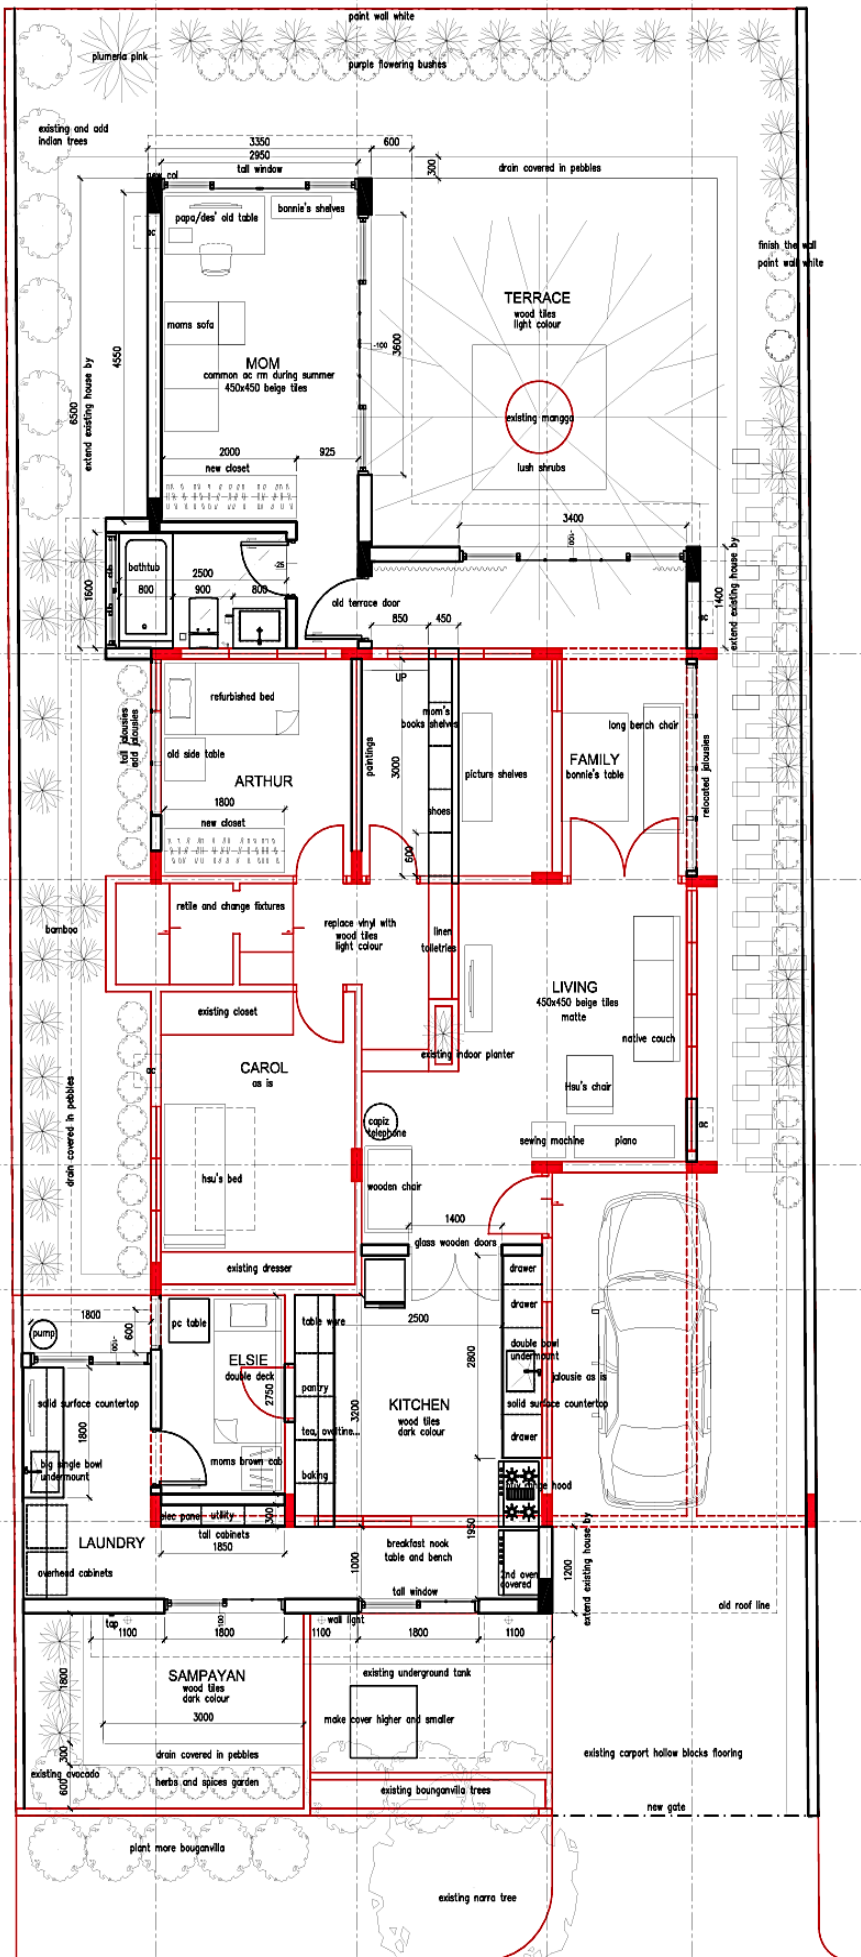 paint wall white
plumeria pink
purple flowering bushes
existing and add
indian trees
3350
600
2950
tall window
300
drain covered in pebbles
new col
papa/des' old table
bonnie's shelves
ac
finish the wall
paint wall white
TERRACE
wood tiles
light colour
moms sofa
-100
3600
4550
MOM
common ac rm during summer
450x450 beige tiles
6500
extend existing house by
existing mangga
lush shrubs
2000
925
new closet
3400
-100
bathtub
2500
-25
800
900
800
1600
old terrace door
1400
extend existing house by
ac
850
450
UP
refurbished bed
mom's
books shelves
long bench chair
tall jalousies
add jalousies
old side table
paintings
3000
picture shelves
FAMILY
bonnie's table
relocated jalousies
ARTHUR
1800
shoes
new closet
600
retile and change fixtures
replace vinyl with
wood tiles
light colour
linen
toiletries
bamboo
LIVING
450x450 beige tiles
matte
existing closet
native couch
existing indoor planter
CAROL
as is
ac
Hsu's chair
drain covered in pebbles
capiz
telephone
sewing machine
piano
ac
hsu's bed
wooden chair
1400
glass wooden doors
existing dresser
drawer
1800
600
-100
pump
pc table
table ware
2500
drawer
ELSIE
double deck
2750
2800
double bowl
undermount
jalousie as is
pantry
KITCHEN
wood tiles
dark colour
3200
solid surface countertop
solid surface countertop
1800
tea, ovaltine...
drawer
big single bowl
undermount
moms brown cab
baking
elec panel
utility
300
tall cabinets
1850
1950
LAUNDRY
breakfast nook
table and bench
1000
overhead cabinets
2nd oven
covered
1200
extend existing house by
tall window
old roof line
tap
-100
wall light
1100
1800
1100
1800
1100
1800
SAMPAYAN
wood tiles
dark colour
existing underground tank
3000
make cover higher and smaller
300
drain covered in pebbles
existing carport hollow blocks flooring
existing avocado
herbs and spices garden
600
existing bounganvilla trees
new gate
plant more bouganvilla
existing narra tree